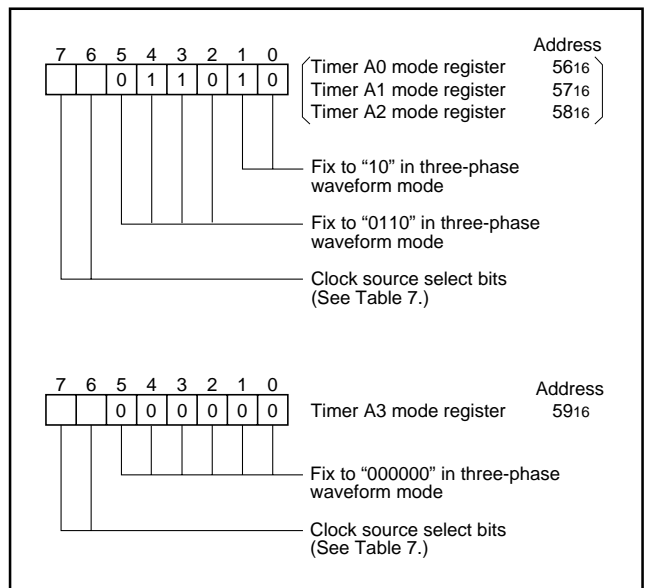 Address
7 6 5 4 3 2 1 0
0 1 1 0 1 0
Timer A0 mode register 5616
Timer A1 mode register 5716
Timer A2 mode register 5816
Fix to “10” in three-phase
waveform mode
Fix to “0110” in three-phase
waveform mode
Clock source select bits
(See Table 7.)
7 6 5 4 3 2 1 0
Address
0 0 0 0 0 0
Timer A3 mode register 5916
Fix to “000000” in three-phase
waveform mode
Clock source select bits
(See Table 7.)